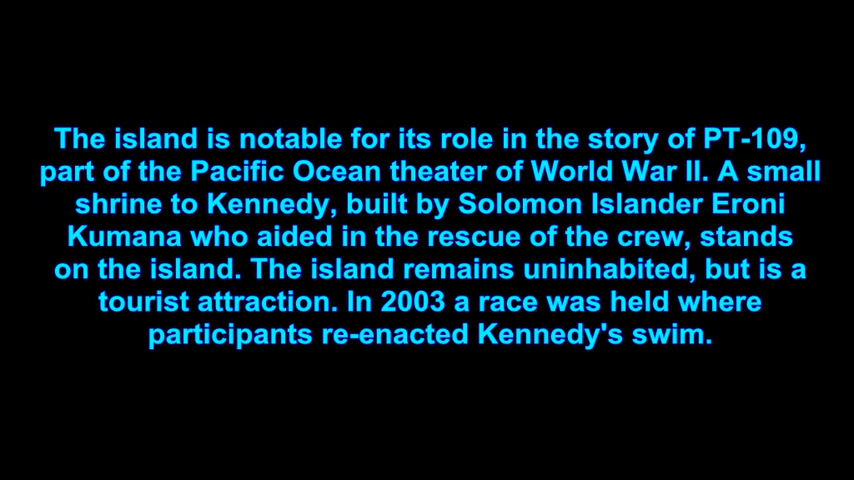 The island is notable for its role in the story of PT-109,
part of the Pacific Ocean theater of World War II. A small
shrine to Kennedy, built by Solomon Islander Eroni
Kumana who aided in the rescue of the crew, stands
on the island. The island remains uninhabited, but is a
tourist attraction. In 2003 a race was held where
participants re-enacted Kennedy's swim.